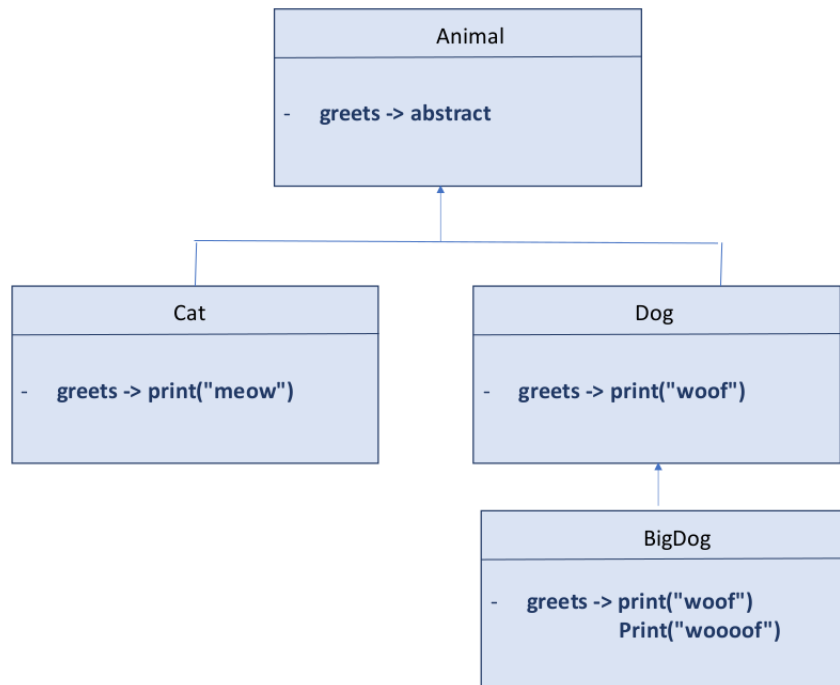 Animal
- greets -> abstract
Cat
- greets -> print("meow")
Dog
- greets -> print("woof")
BigDog
- greets -> print("woof")
Print("woooof")